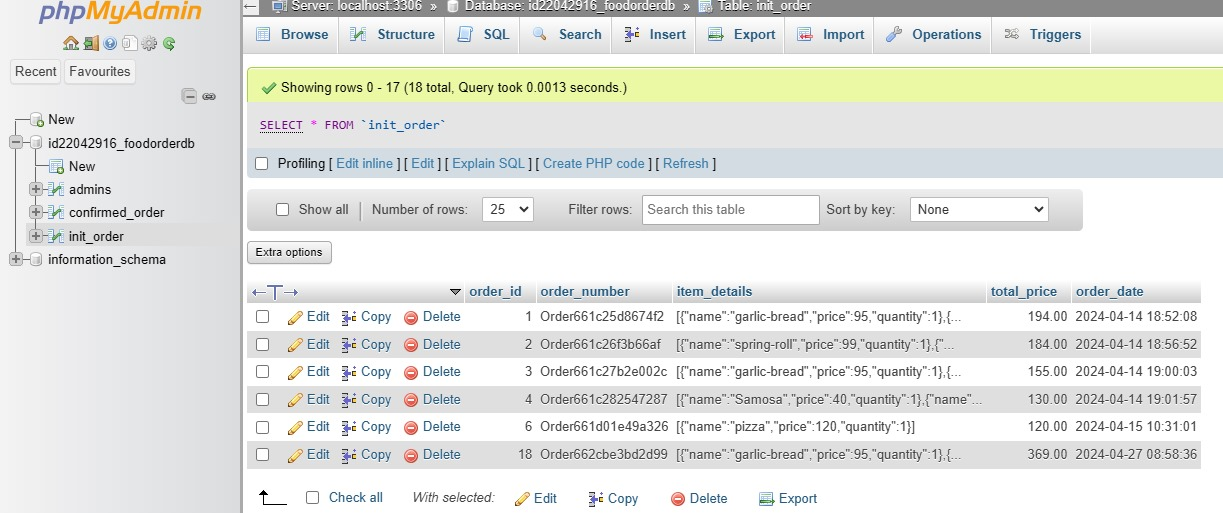 phpMyAdmin
Recent Favourites
New
id22042916_foodorderdb
New
admins
confirmed_order
init_order
information_schema
Server: localhost:3306 » Database: id22042916_foodorderdb » Table: init_order
Browse Structure SQL Search Insert Export Import Operations Triggers
Showing rows 0 - 17 (18 total, Query took 0.0013 seconds.)
SELECT * FROM `init_order`
Profiling [ Edit inline ] [ Edit ] [ Explain SQL ] [ Create PHP code ] [ Refresh ]
Show all | Number of rows: 25 Filter rows: Search this table Sort by key: None
Extra options
←T→ order_id order_number item_details total_price order_date
Edit Copy Delete 1 Order661c25d8674f2 [{"name":"garlic-bread","price":95,"quantity":1},{... 194.00 2024-04-14 18:52:08
Edit Copy Delete 2 Order661c26f3b66af [{"name":"spring-roll","price":99,"quantity":1},{"... 184.00 2024-04-14 18:56:52
Edit Copy Delete 3 Order661c27b2e002c [{"name":"garlic-bread","price":95,"quantity":1},{... 155.00 2024-04-14 19:00:03
Edit Copy Delete 4 Order661c282547287 [{"name":"Samosa","price":40,"quantity":1},{"name"... 130.00 2024-04-14 19:01:57
Edit Copy Delete 6 Order661d01e49a326 [{"name":"pizza","price":120,"quantity":1}] 120.00 2024-04-15 10:31:01
Edit Copy Delete 18 Order662cbe3bd2d99 [{"name":"garlic-bread","price":95,"quantity":1},{... 369.00 2024-04-27 08:58:36
Check all With selected: Edit Copy Delete Export